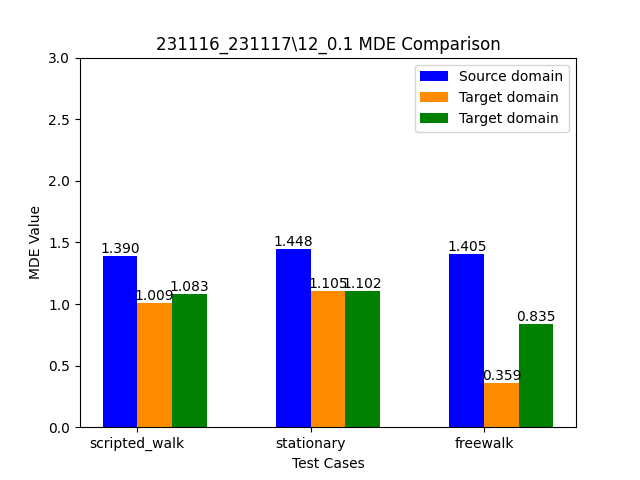 231116_231117\12_0.1 MDE Comparison
MDE Value
3.0
2.5
2.0
1.5
1.0
0.5
0.0
Source domain
Target domain
Target domain
1.390
1.009
1.083
1.448
1.105
1.102
1.405
0.359
0.835
scripted_walk
stationary
freewalk
Test Cases